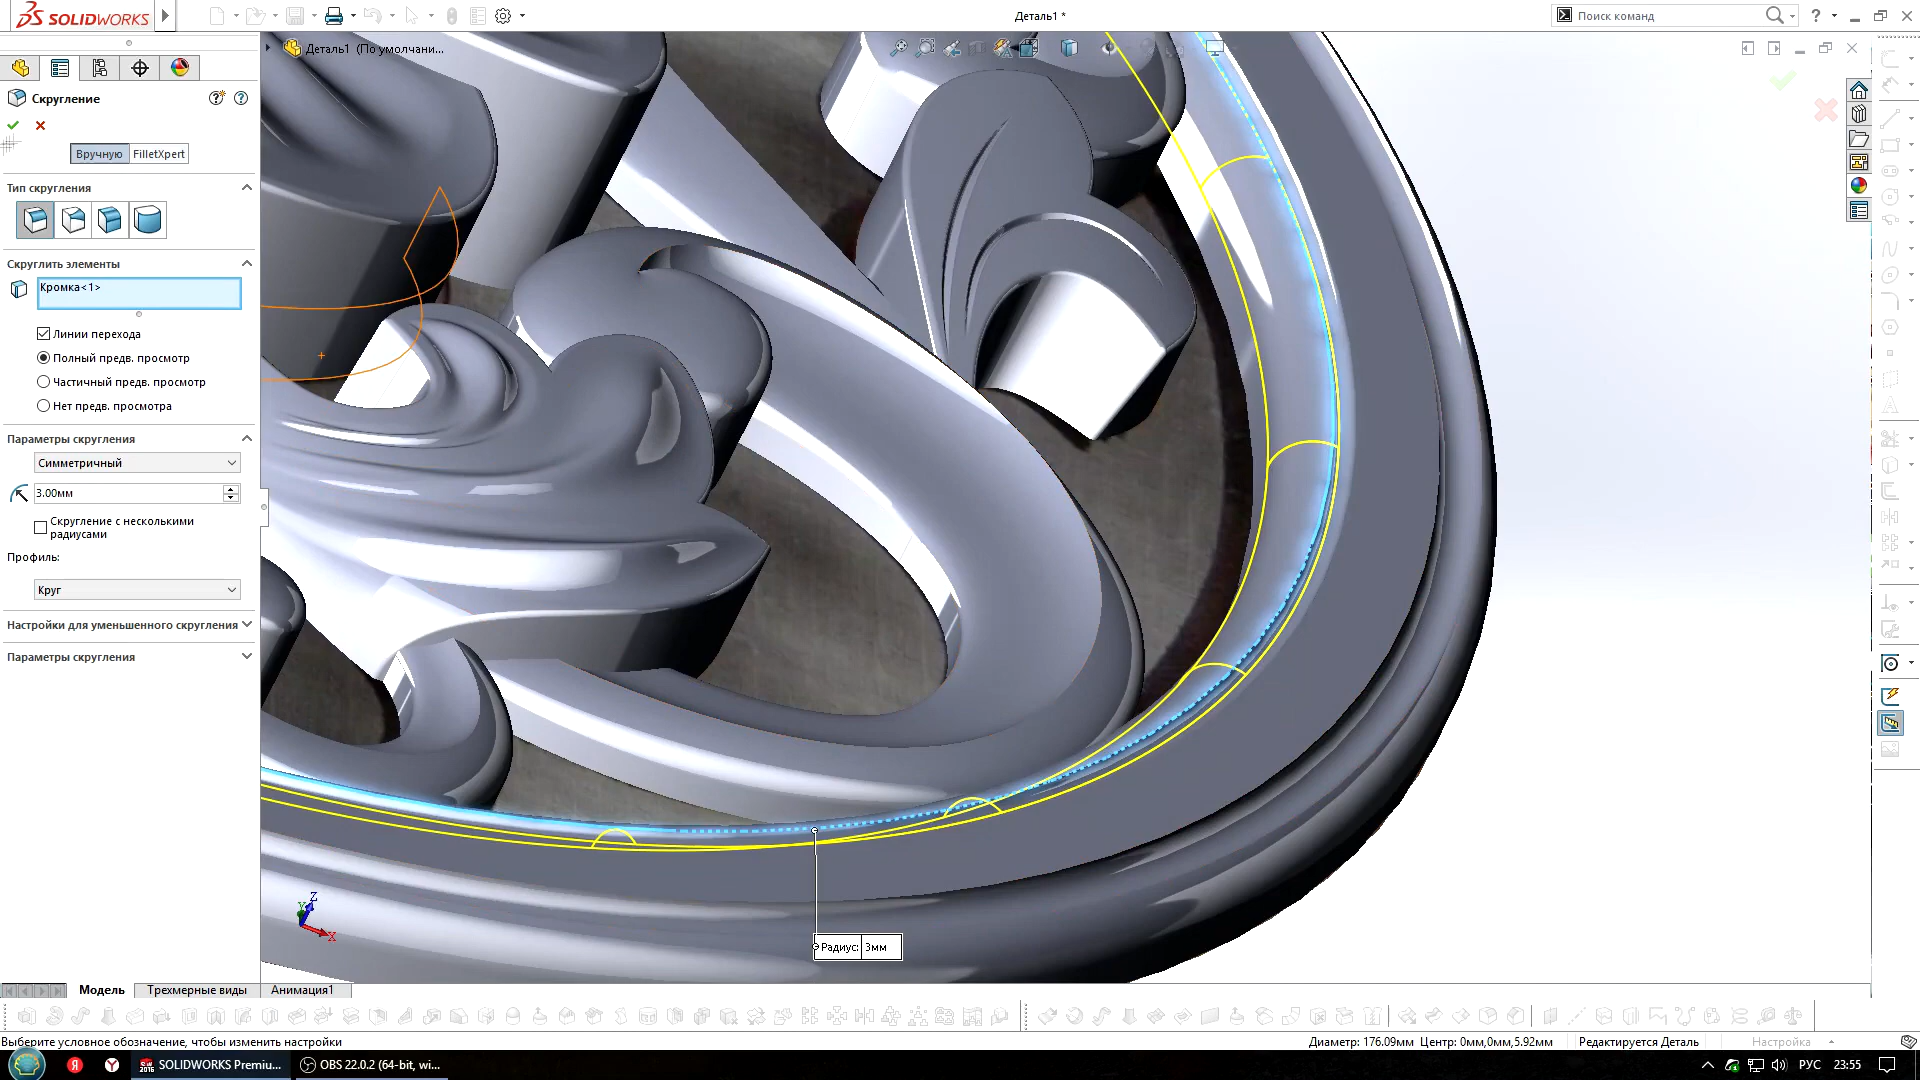 SOLIDWORKS
Деталь1 *
Поиск команд
Деталь1 (По умолчани...
Скругление
Вручную
FilletXpert
Тип скругления
Скруглить элементы
Кромка<1>
Линии перехода
Полный предв. просмотр
Частичный предв. просмотр
Нет предв. просмотра
Параметры скругления
Симметричный
3.00мм
Скругление с несколькими
радиусами
Профиль:
Круг
Настройки для уменьшенного скругления
Параметры скругления
Z
Y
X
Радиус: 3мм
Модель
Трехмерные виды
Анимация1
Выберите условное обозначение, чтобы изменить настройки
Диаметр: 176.09мм Центр: 0мм,0мм,5.92мм
Редактируется Деталь
Настройка
SOLIDWORKS Premiu...
OBS 22.0.2 (64-bit, wi...
РУС
23:55